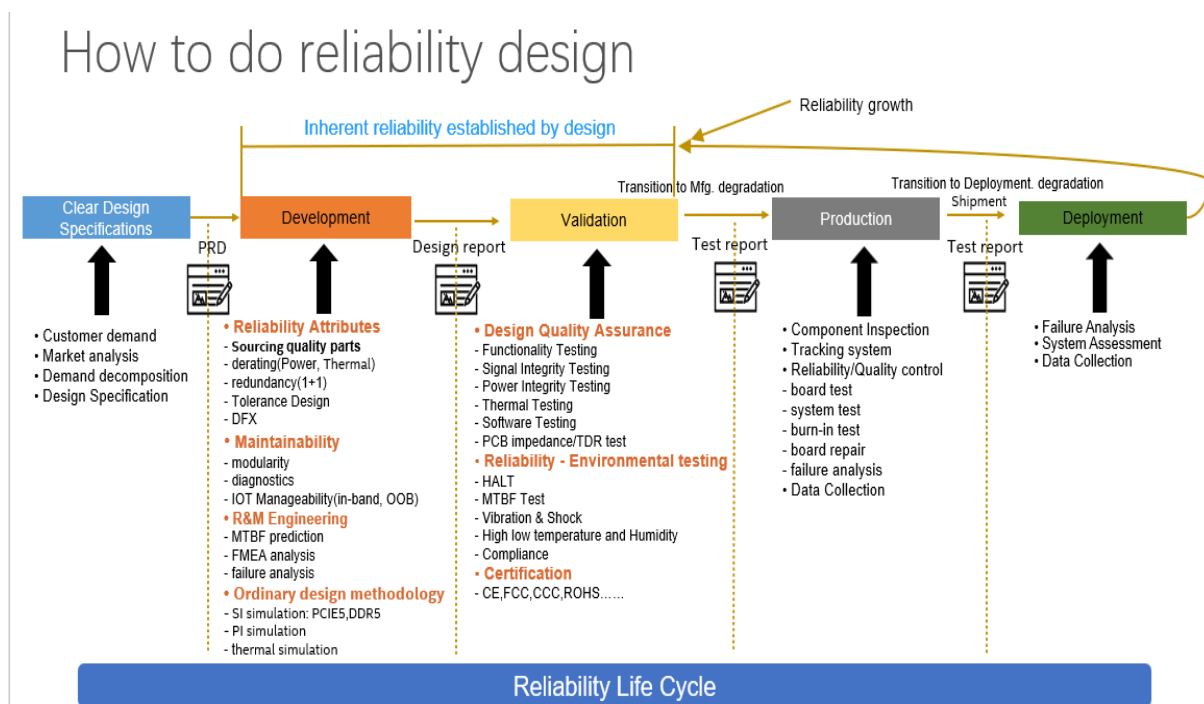 How to do reliability design
Reliability growth
Inherent reliability established by design
Transition to Mfg. degradation
Transition to Deployment. degradation
Shipment
Clear Design
Specifications
Development
Validation
Production
Deployment
PRD
Design report
Test report
Test report
• Customer demand
• Market analysis
• Demand decomposition
• Design Specification
• Reliability Attributes
- Sourcing quality parts
- derating(Power, Thermal)
- redundancy(1+1)
- Tolerance Design
- DFX
• Maintainability
- modularity
- diagnostics
- IOT Manageability(in-band, OOB)
• R&M Engineering
- MTBF prediction
- FMEA analysis
- failure analysis
• Ordinary design methodology
- SI simulation: PCIE5,DDR5
- PI simulation
- thermal simulation
• Design Quality Assurance
- Functionality Testing
- Signal Integrity Testing
- Power Integrity Testing
- Thermal Testing
- Software Testing
- PCB impedance/TDR test
• Reliability - Environmental testing
- HALT
- MTBF Test
- Vibration & Shock
- High low temperature and Humidity
- Compliance
• Certification
- CE,FCC,CCC,ROHS......
• Component Inspection
• Tracking system
• Reliability/Quality control
- board test
- system test
- burn-in test
- board repair
- failure analysis
• Data Collection
• Failure Analysis
• System Assessment
• Data Collection
Reliability Life Cycle